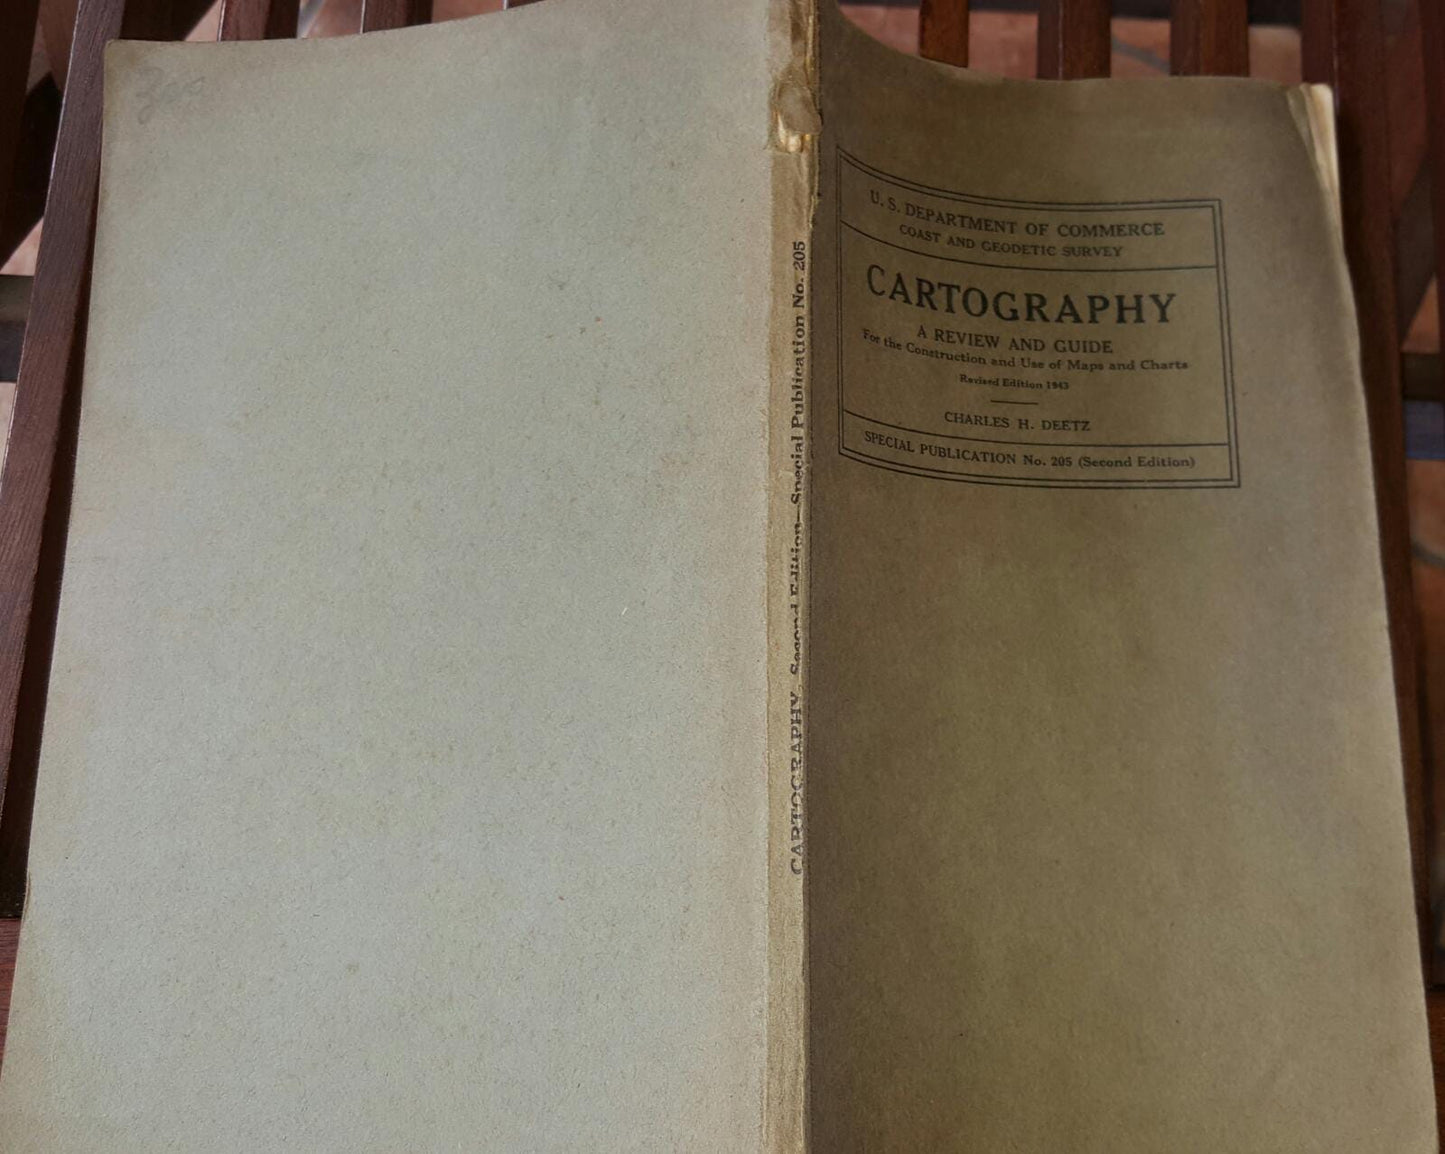 CARTOGRAPHY, Second Edition—Special Publication No. 205
U. S. DEPARTMENT OF COMMERCE
COAST AND GEODETIC SURVEY
CARTOGRAPHY
A REVIEW AND GUIDE
For the Construction and Use of Maps and Charts
Revised Edition 1943
CHARLES H. DEETZ
SPECIAL PUBLICATION No. 205 (Second Edition)